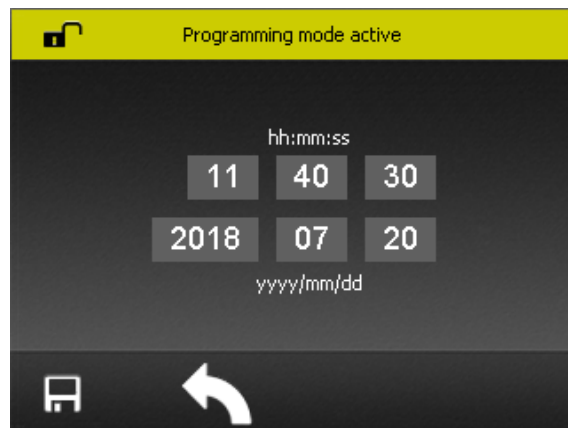 Programming mode active
hh:mm:ss
11 40 30
2018 07 20
yyyy/mm/dd